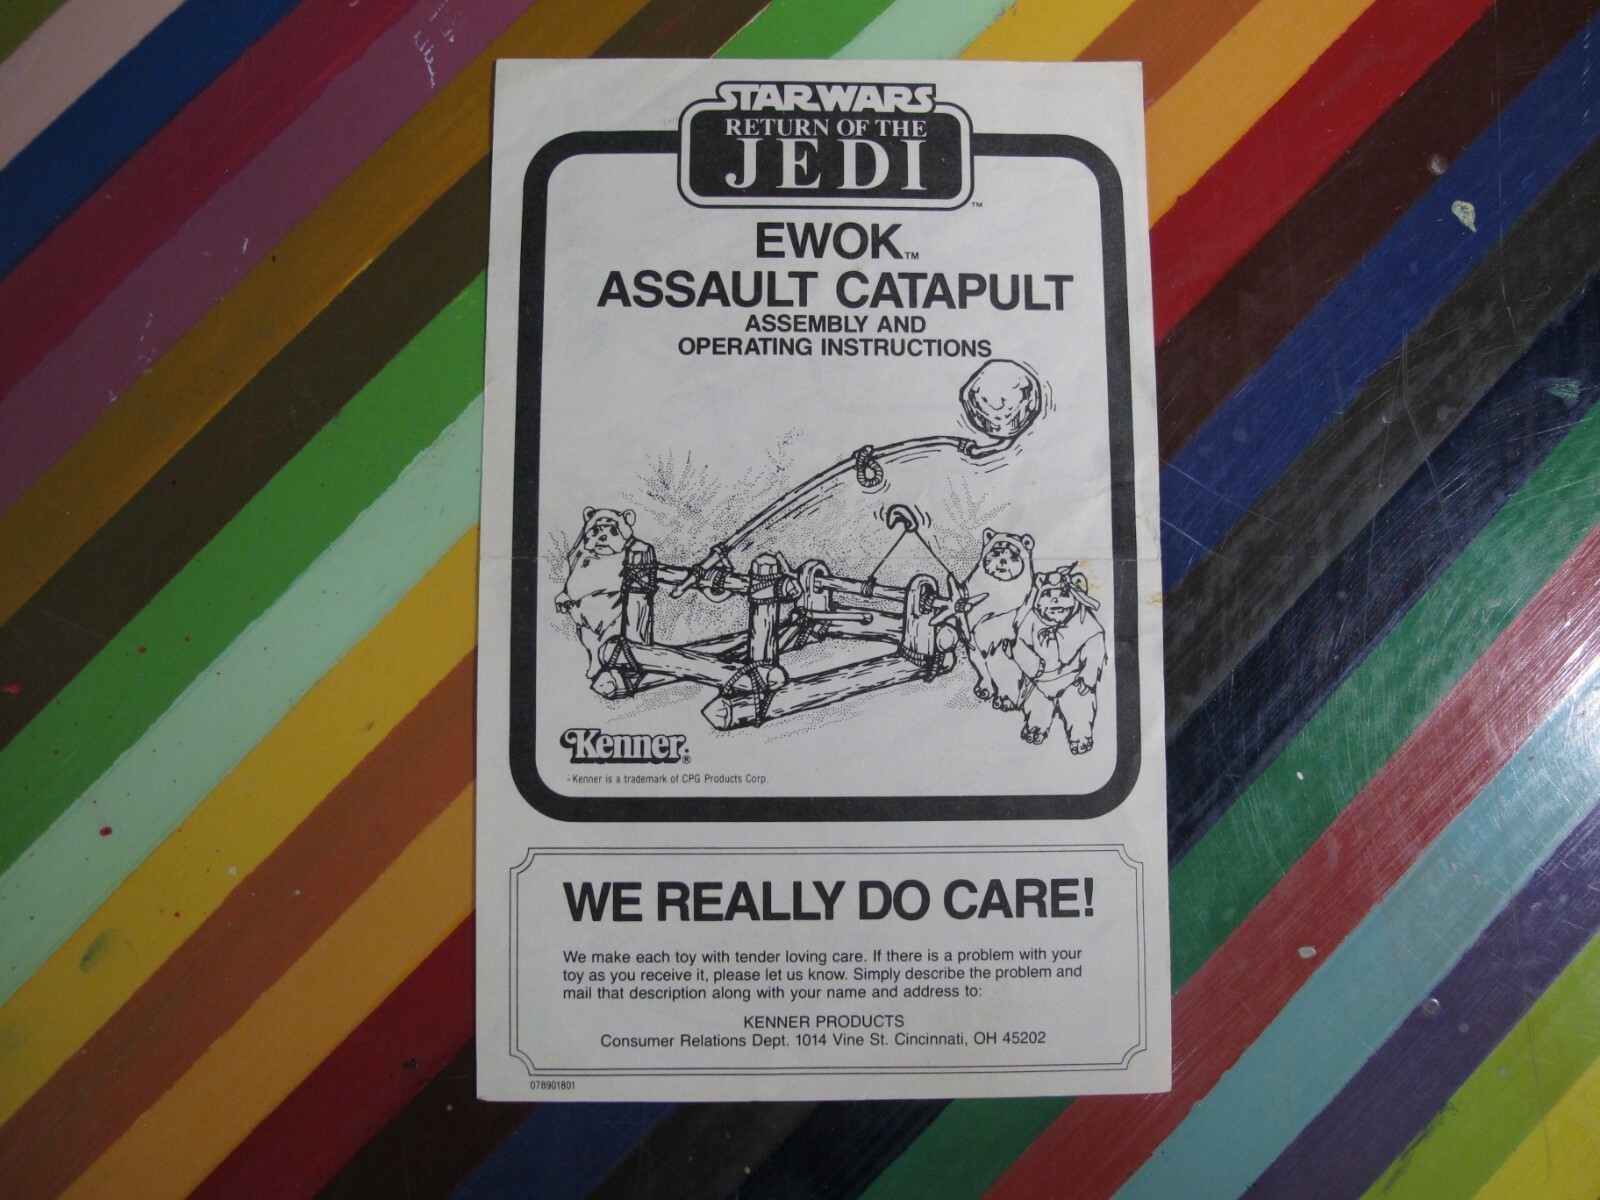 STAR WARS
RETURN OF THE
JEDI
™
EWOK™
ASSAULT CATAPULT
ASSEMBLY AND
OPERATING INSTRUCTIONS
Kenner®
Kenner is a trademark of CPG Products Corp.
WE REALLY DO CARE!
We make each toy with tender loving care. If there is a problem with your
toy as you receive it, please let us know. Simply describe the problem and
mail that description along with your name and address to:
KENNER PRODUCTS
Consumer Relations Dept. 1014 Vine St. Cincinnati, OH 45202
078901801